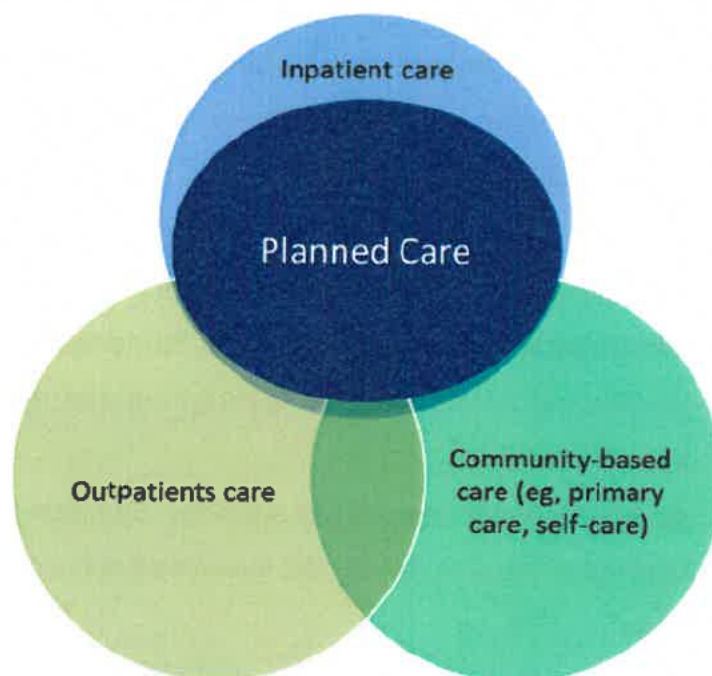 Inpatient care
Planned Care
Outpatients care
Community-based
care (eg, primary
care, self-care)